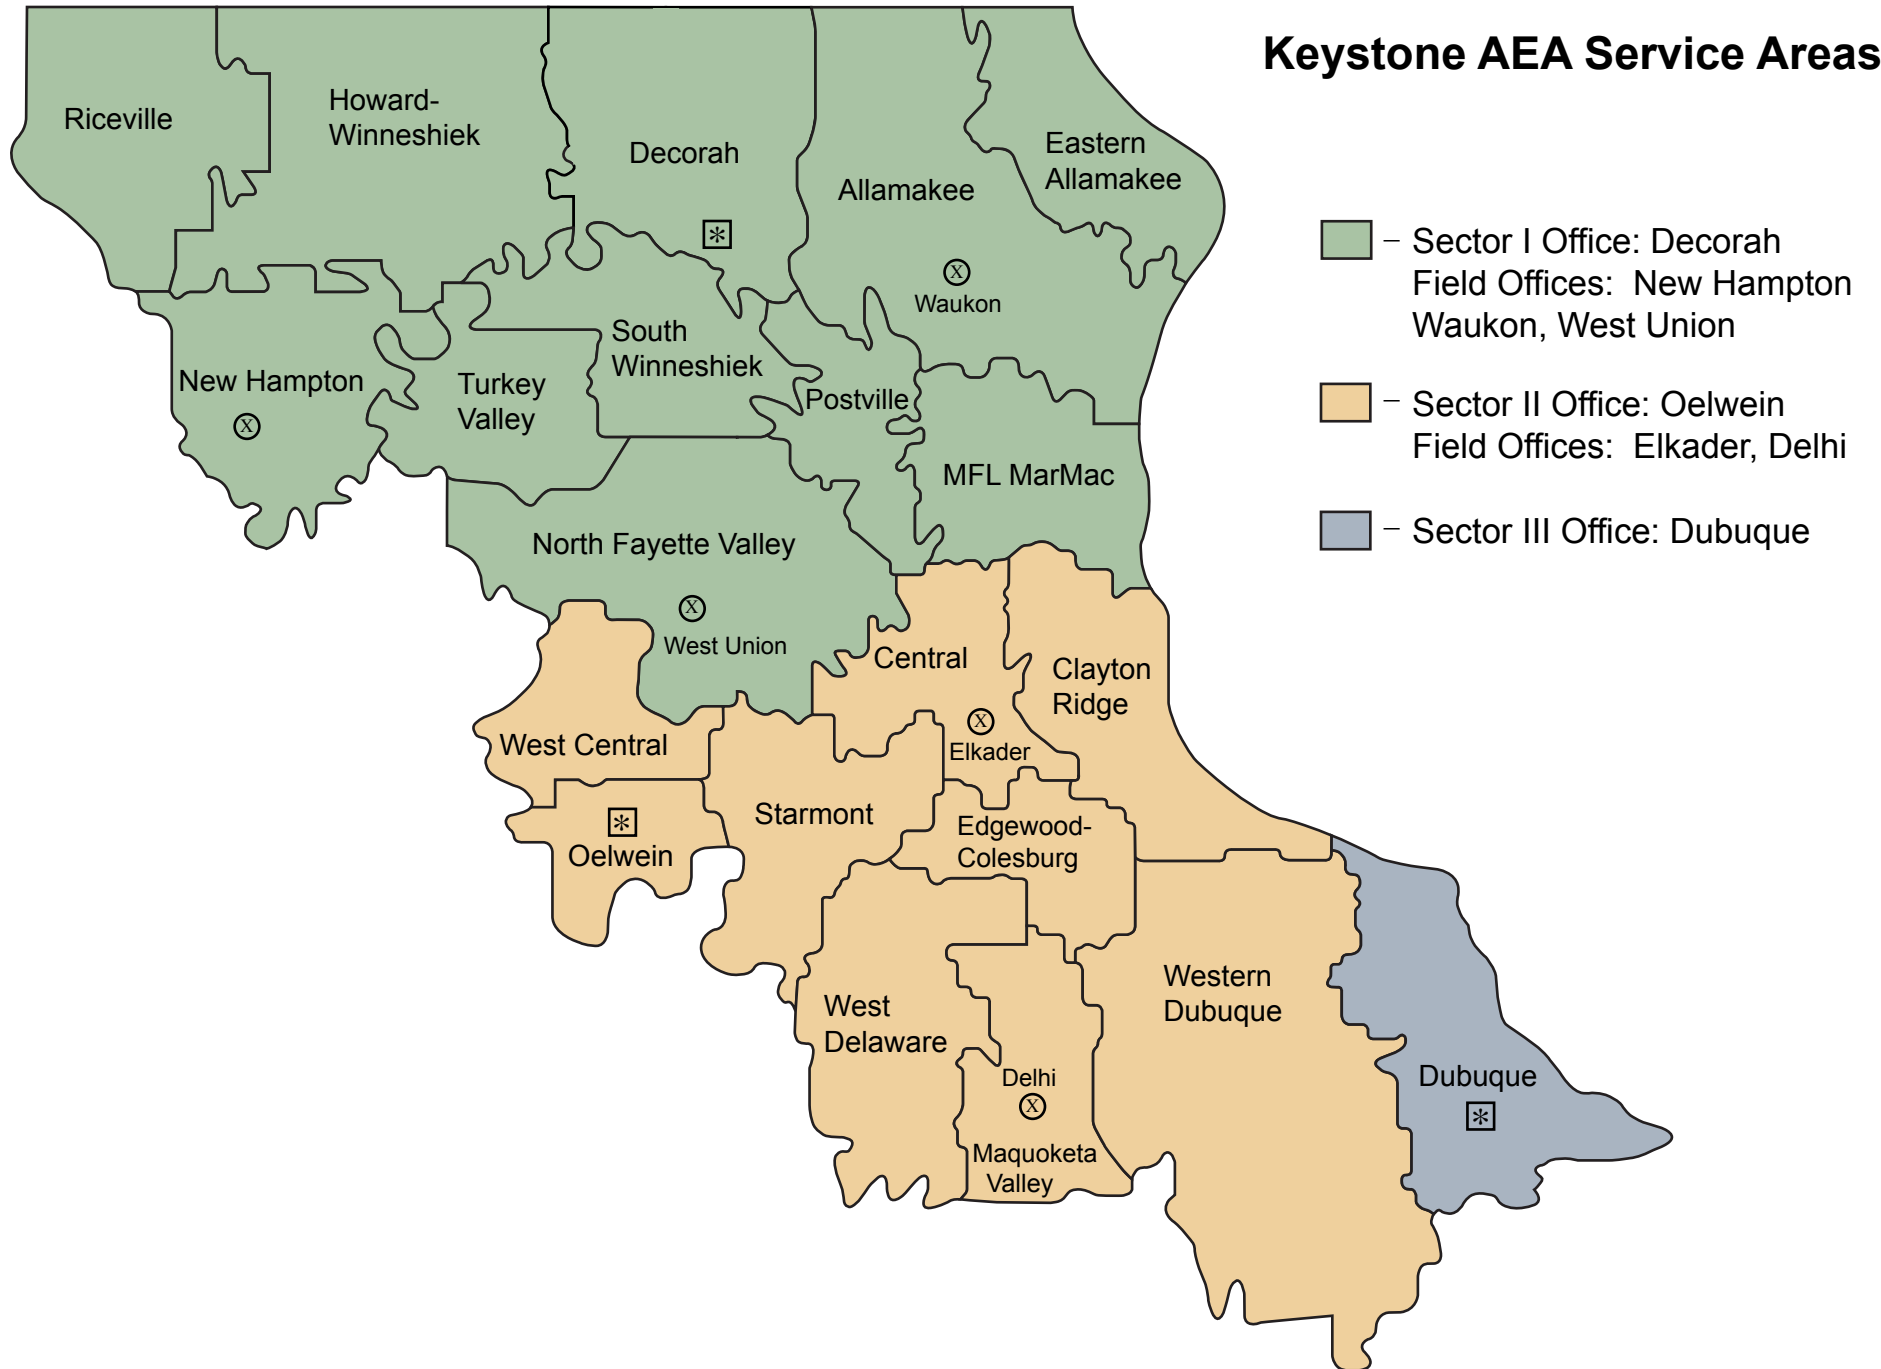 Keystone AEA Service Areas
Riceville
Howard-
Winneshiek
Decorah
*
Allamakee
Eastern
Allamakee
X
Waukon
– Sector I Office: Decorah
Field Offices:  New Hampton
Waukon, West Union
New Hampton
X
Turkey
Valley
South
Winneshiek
Postville
– Sector II Office: Oelwein
Field Offices:  Elkader, Delhi
MFL MarMac
– Sector III Office: Dubuque
North Fayette Valley
X
West Union
Central
X
Elkader
Clayton
Ridge
West Central
*
Oelwein
Starmont
Edgewood-
Colesburg
West
Delaware
Western
Dubuque
Delhi
X
Maquoketa
Valley
Dubuque
*